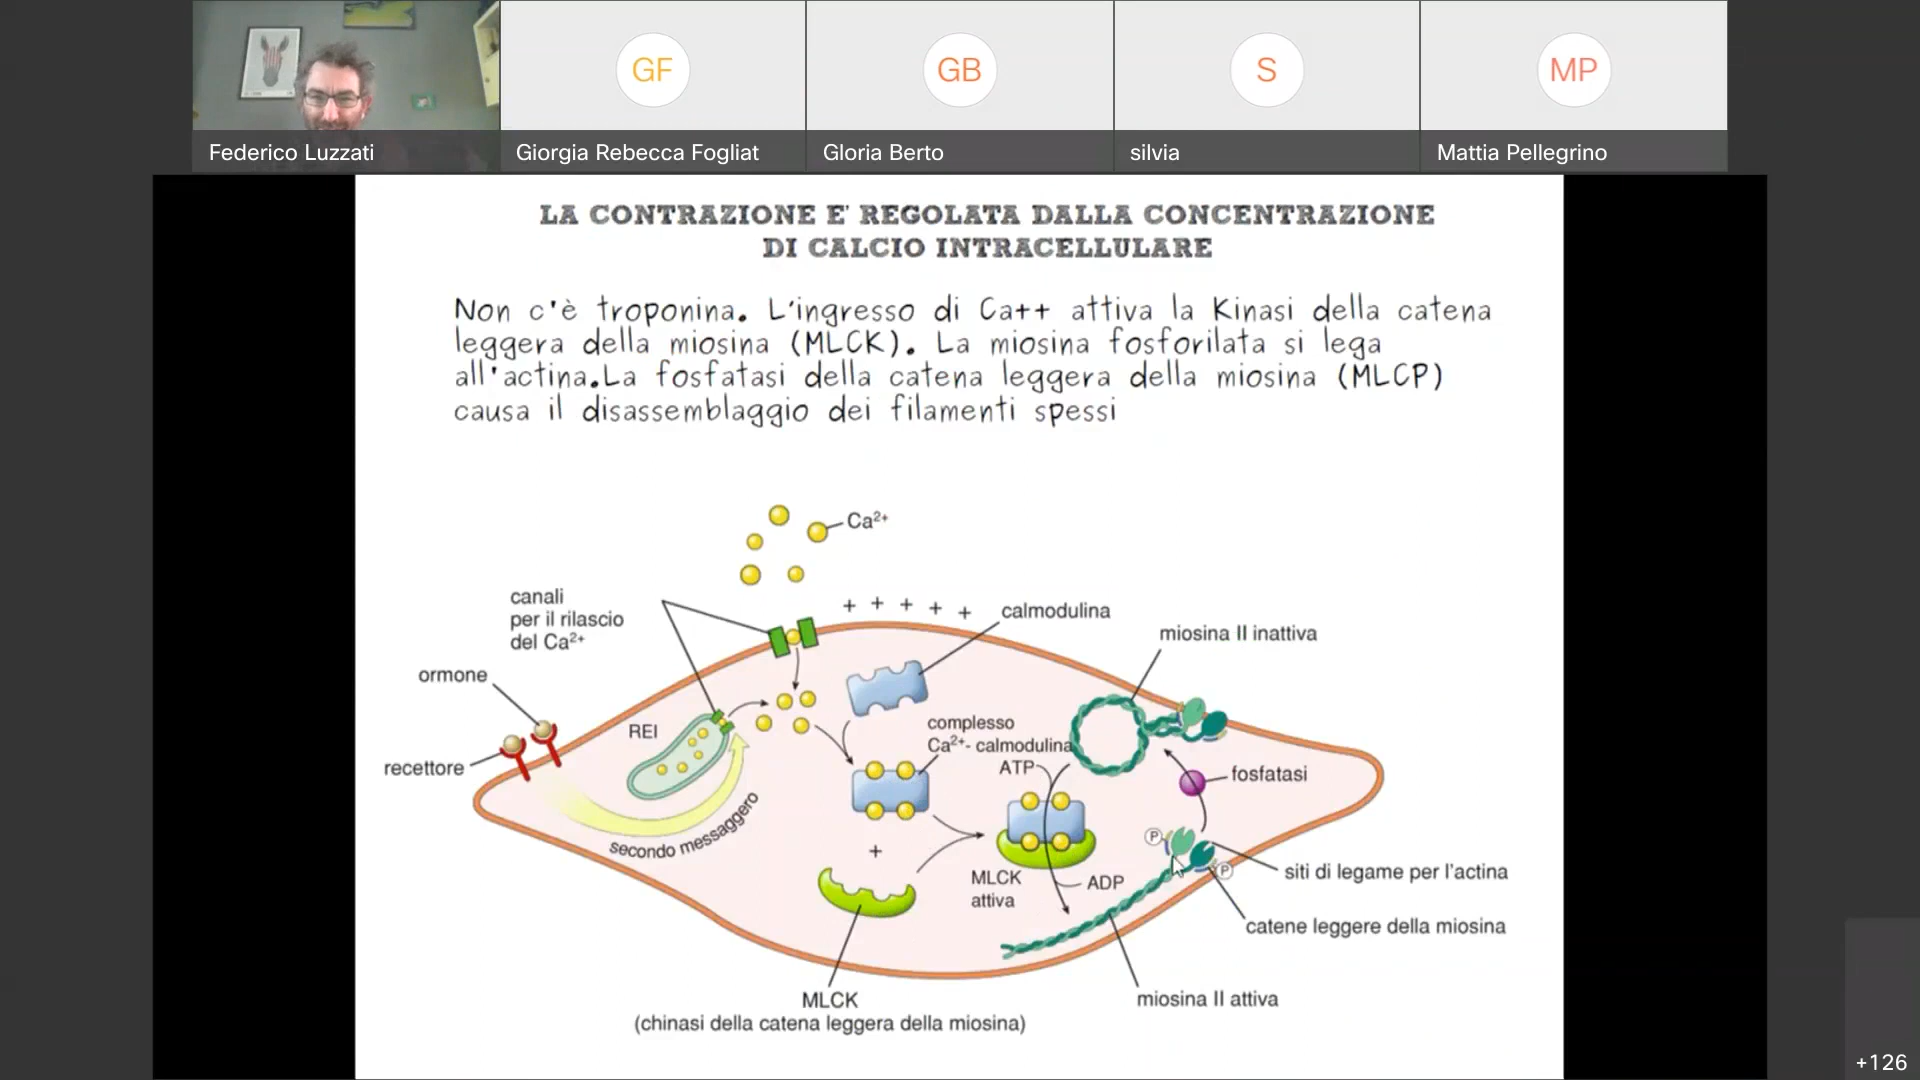 GF
GB
S
MP
Federico Luzzati
Giorgia Rebecca Fogliat
Gloria Berto
silvia
Mattia Pellegrino
LA CONTRAZIONE E' REGOLATA DALLA CONCENTRAZIONE
DI CALCIO INTRACELLULARE
Non c'è troponina. L'ingresso di Ca++ attiva la Kinasi della catena
leggera della miosina (MLCK). La miosina fosforilata si lega
all'actina.La fosfatasi della catena leggera della miosina (MLCP)
causa il disassemblaggio dei filamenti spessi
Ca²⁺
canali
per il rilascio
del Ca²⁺
+ + + + +
calmodulina
miosina II inattiva
ormone
REI
complesso
Ca²⁺- calmodulina
recettore
ATP
fosfatasi
secondo messaggero
+
P
P
siti di legame per l'actina
MLCK
attiva
ADP
catene leggere della miosina
MLCK
(chinasi della catena leggera della miosina)
miosina II attiva
+126